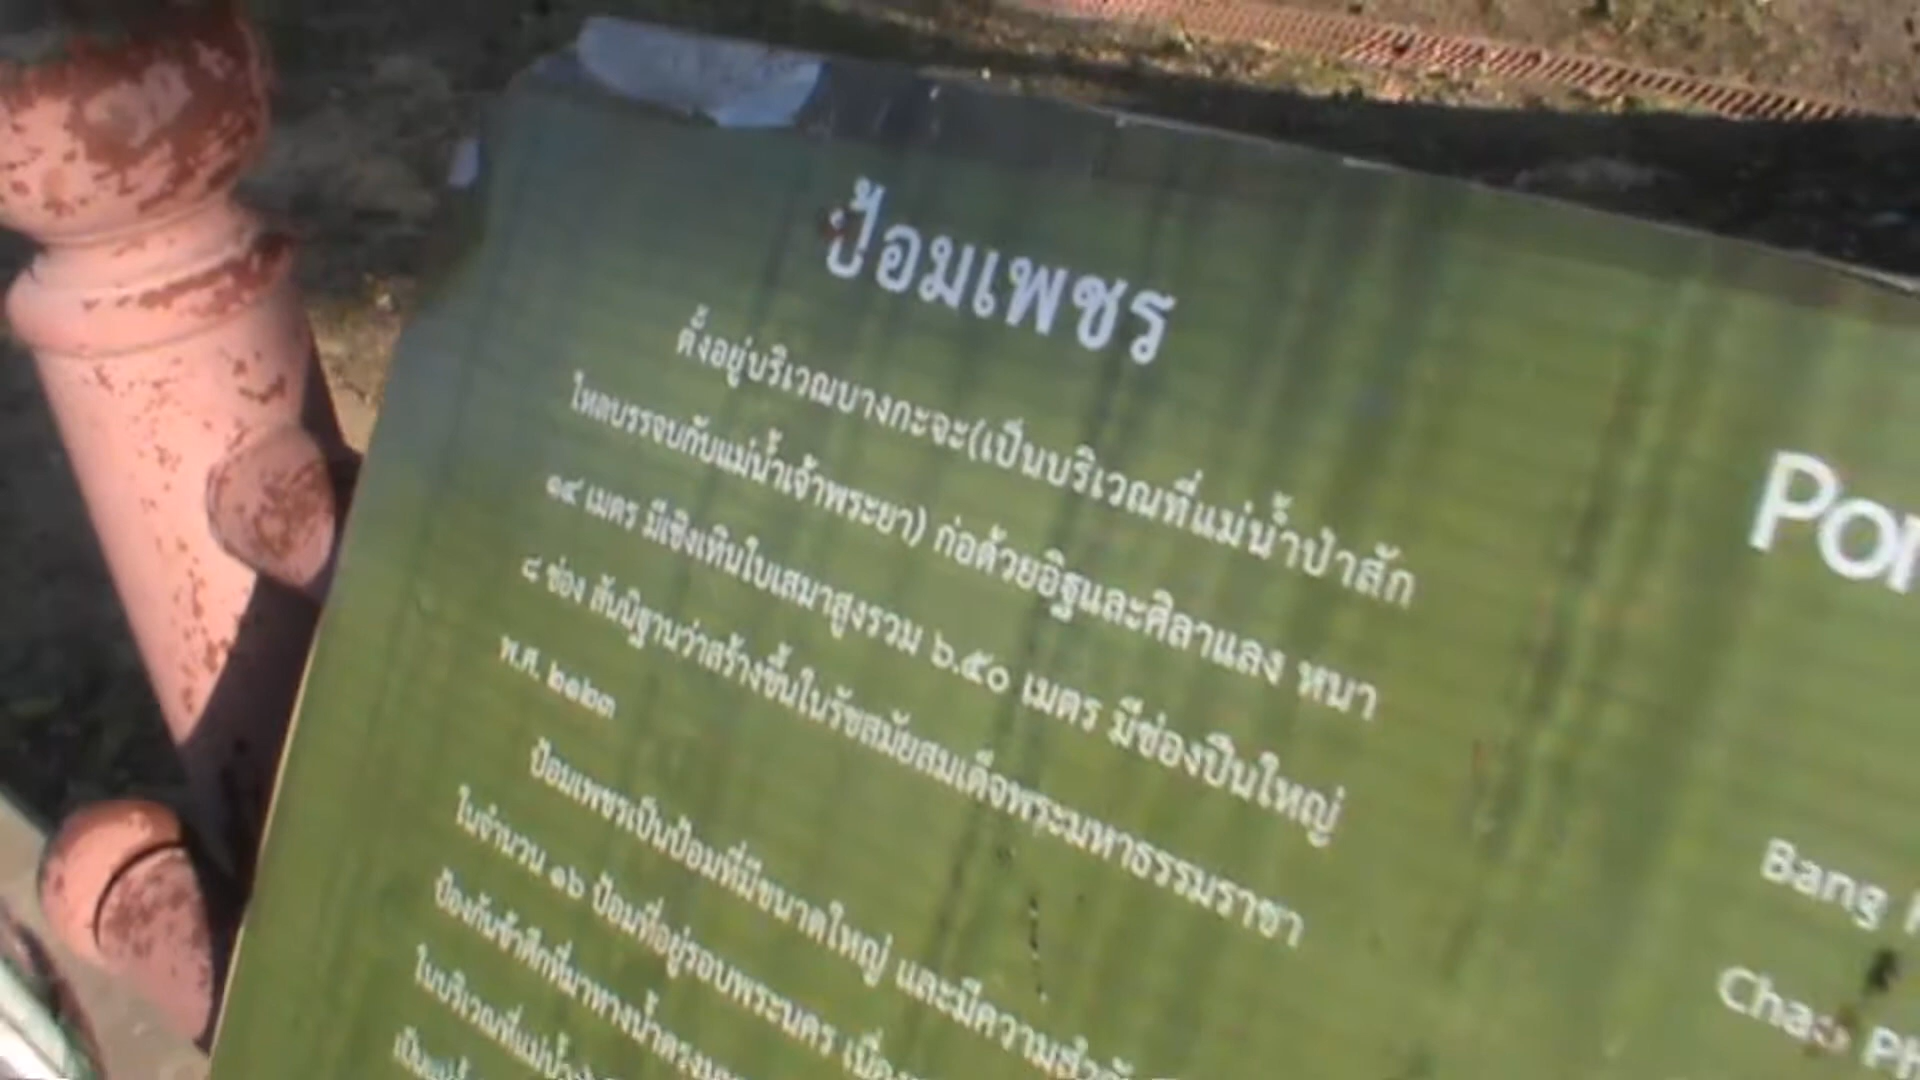 ป้อมเพชร
ตั้งอยู่บริเวณบางกะจะ(เป็นบริเวณที่แม่น้ำป่าสัก
ไหลบรรจบกับแม่น้ำเจ้าพระยา) ก่อด้วยอิฐและศิลาแลง หนา
๑๔ เมตร มีเชิงเทินใบเสมาสูงรวม ๖.๕๐ เมตร มีช่องปืนใหญ่
๘ ช่อง สันนิฐานว่าสร้างขึ้นในรัชสมัยสมเด็จพระมหาธรรมราชา
พ.ศ. ๒๑๒๓
ป้อมเพชรเป็นป้อมที่มีขนาดใหญ่ และมีความสำคัญ
ในจำนวน ๑๖ ป้อมที่อยู่รอบพระนคร เนื่อง
ป้องกันข้าศึกที่มาทางน้ำตรง
ในบริเวณที่แม่น้ำ
เป็นแม่น้ำ
Por
Bang
Chao Ph